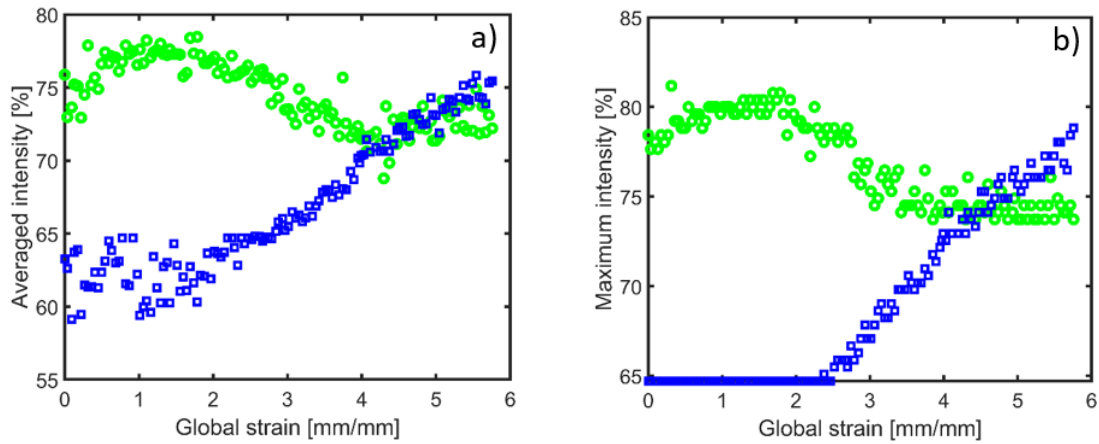 a)
80
75
70
65
60
55
Averaged intensity [%]
0 1 2 3 4 5 6
Global strain [mm/mm]
b)
85
80
75
70
65
Maximum intensity [%]
0 1 2 3 4 5 6
Global strain [mm/mm]